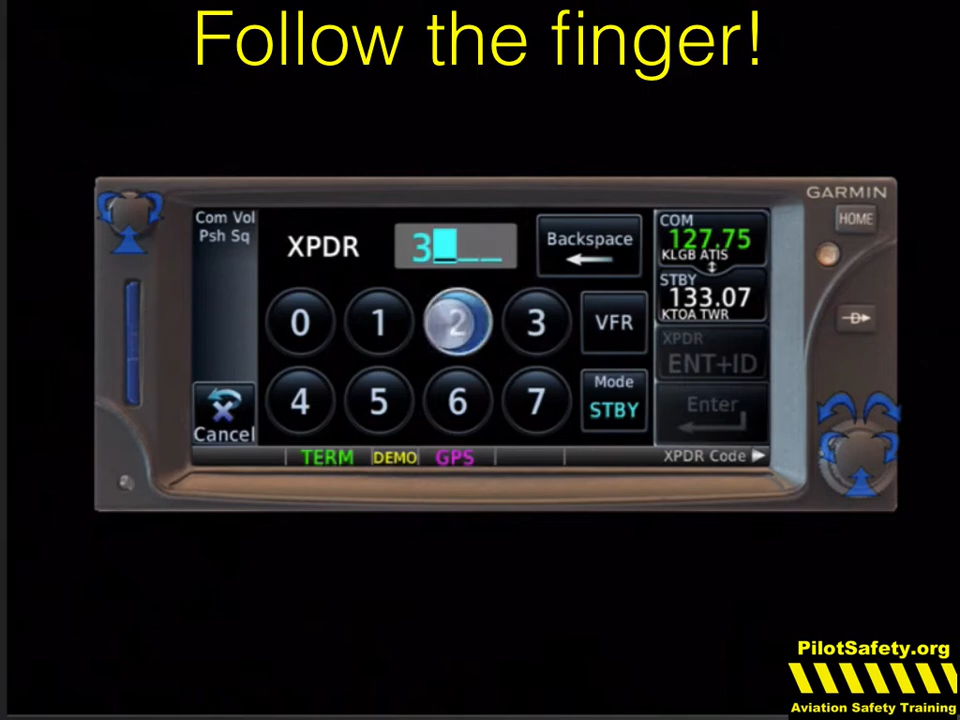 Follow the finger!
GARMIN
Com Vol
Psh Sq
XPDR
3_ _ _
Backspace
COM
127.75
KLGB ATIS
HOME
STBY
133.07
KTOA TWR
0
1
2
3
VFR
D
XPDR
ENT+ID
4
5
6
7
Mode
STBY
Enter
Cancel
TERM
DEMO
GPS
XPDR Code
PilotSafety.org
Aviation Safety Training